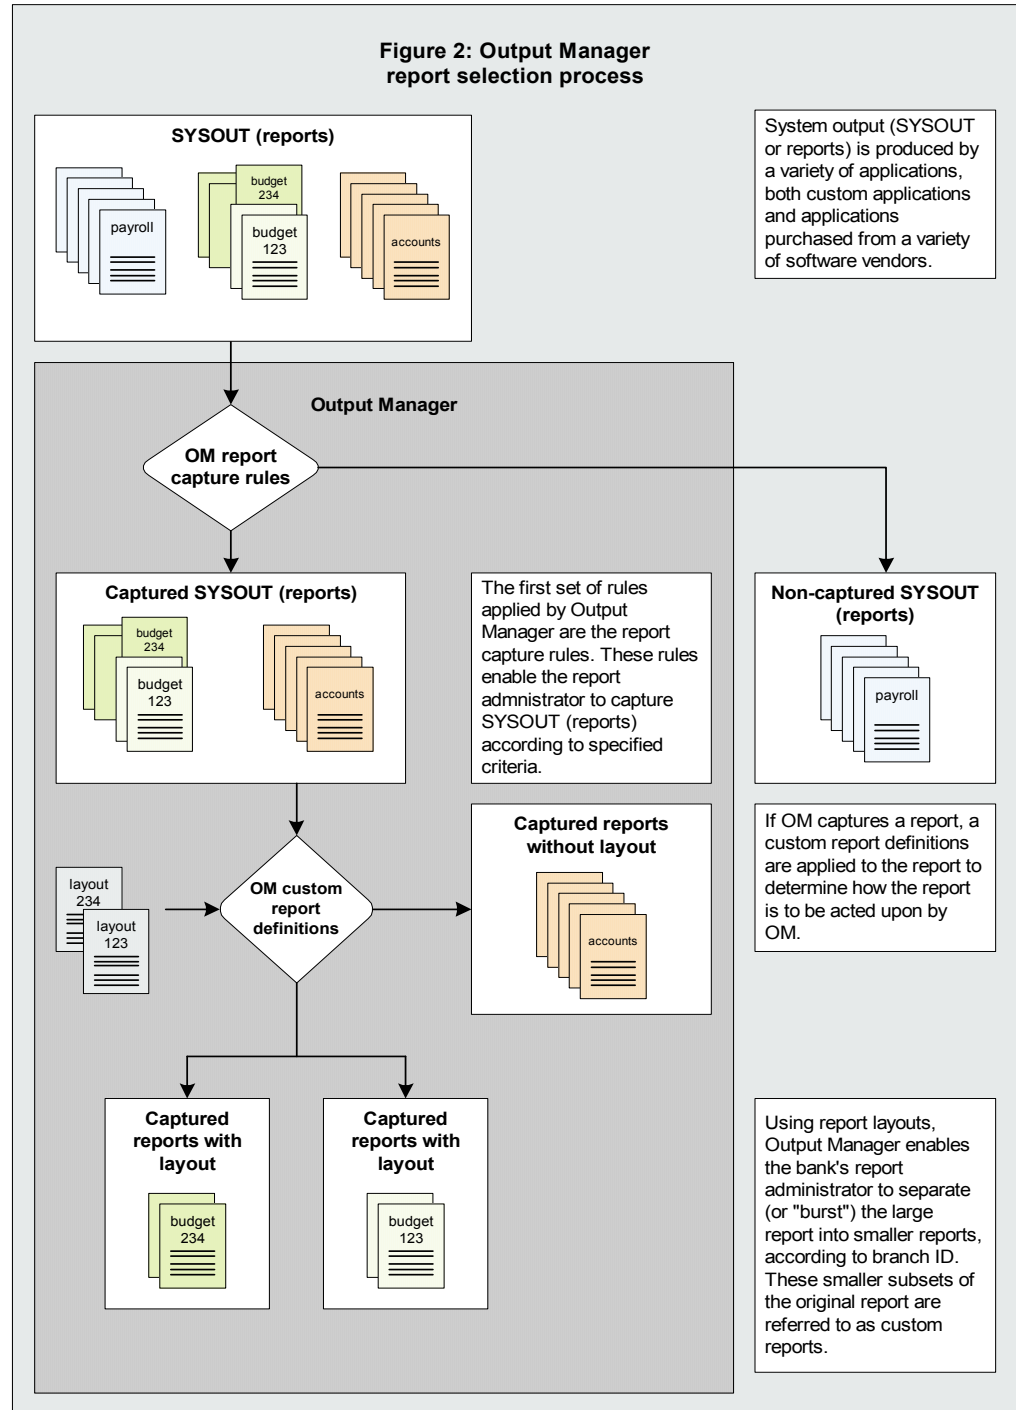 Figure 2: Output Manager
report selection process
SYSOUT (reports)
payroll
budget
234
budget
123
accounts
System output (SYSOUT
or reports) is produced by
a variety of applications,
both custom applications
and applications
purchased from a variety
of software vendors.
Output Manager
OM report
capture rules
Captured SYSOUT (reports)
budget
234
budget
123
accounts
The first set of rules
applied by Output
Manager are the report
capture rules. These rules
enable the report
admnistrator to capture
SYSOUT (reports)
according to specified
criteria.
Non-captured SYSOUT
(reports)
payroll
layout
234
layout
123
OM custom
report
definitions
Captured reports
without layout
accounts
If OM captures a report, a
custom report definitions
are applied to the report to
determine how the report
is to be acted upon by
OM.
Captured
reports with
layout
budget
234
Captured
reports with
layout
budget
123
Using report layouts,
Output Manager enables
the bank's report
administrator to separate
(or "burst") the large
report into smaller reports,
according to branch ID.
These smaller subsets of
the original report are
referred to as custom
reports.